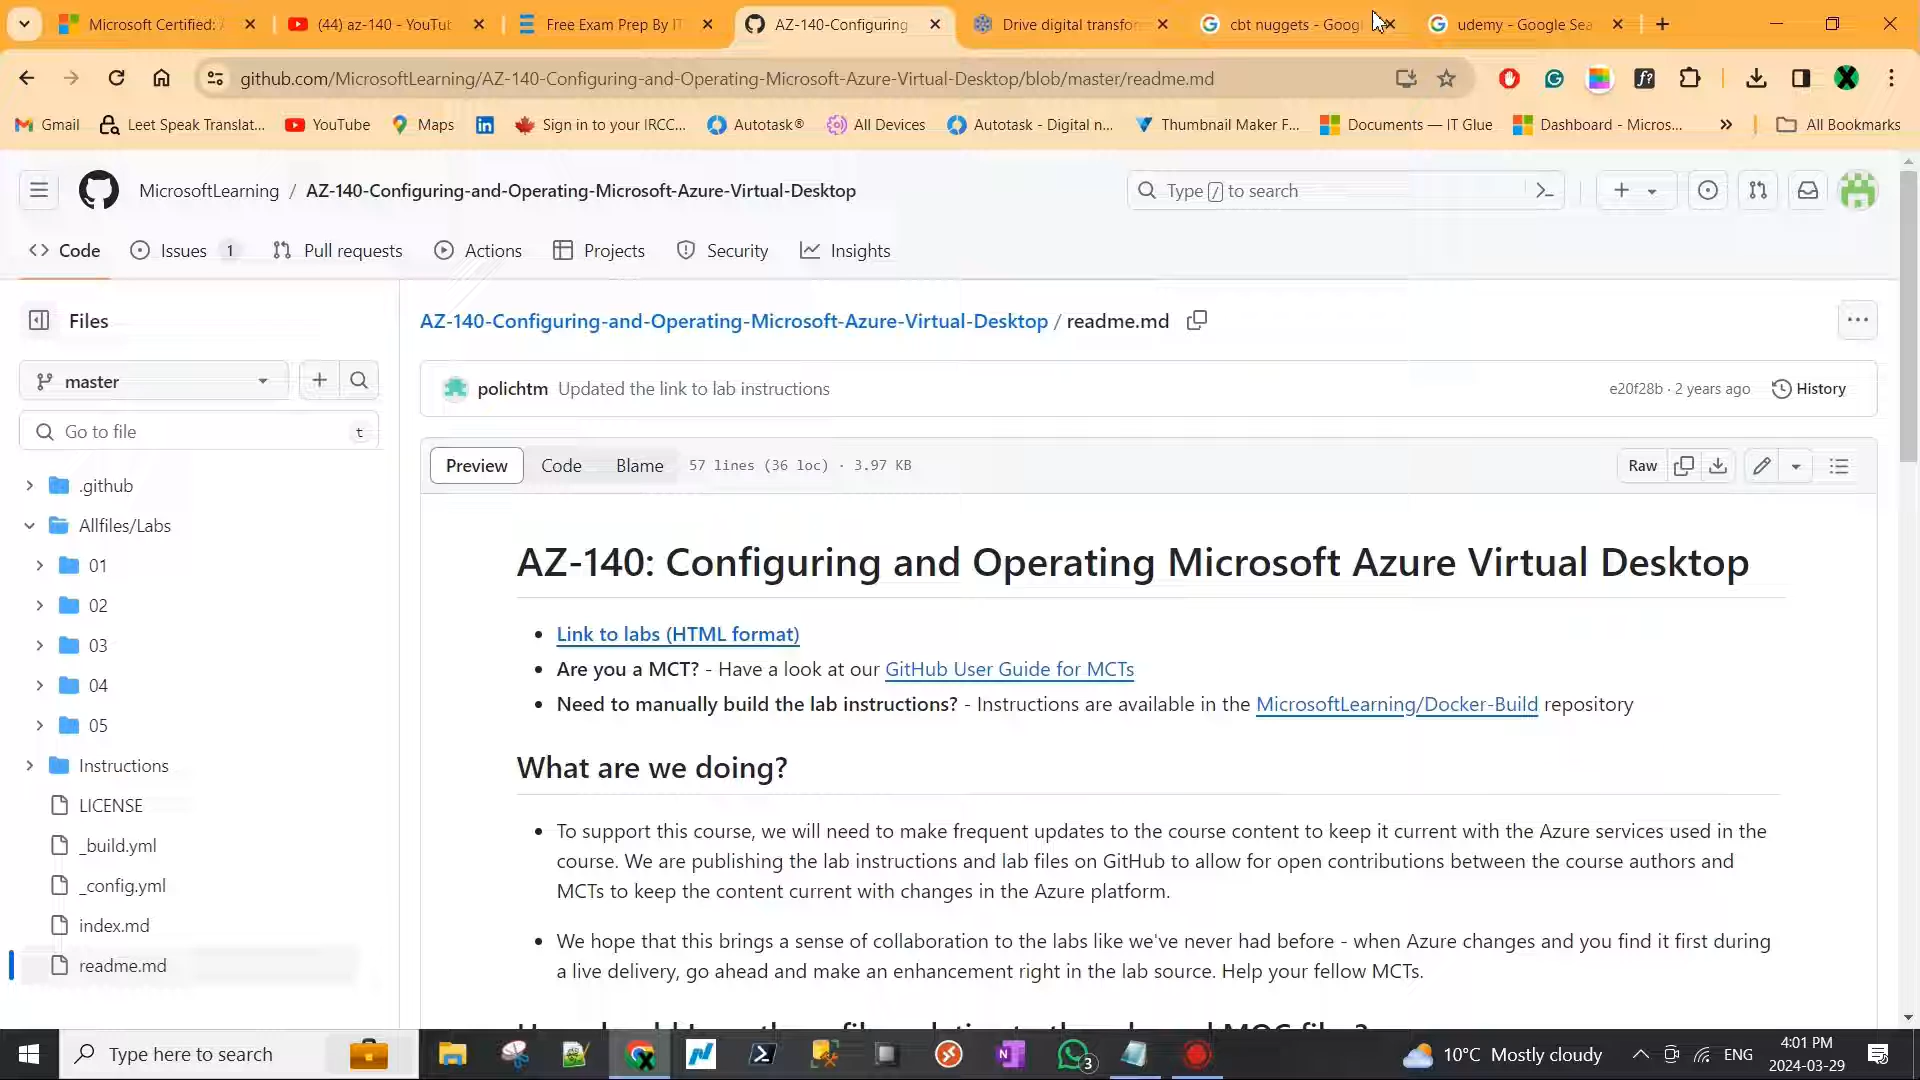 Microsoft Certified: A
(44) az-140 - YouTub
Free Exam Prep By IT
AZ-140-Configuring
Drive digital transfor
cbt nuggets - Googl
udemy - Google Sea
github.com/MicrosoftLearning/AZ-140-Configuring-and-Operating-Microsoft-Azure-Virtual-Desktop/blob/master/readme.md
Gmail
Leet Speak Translat...
YouTube
Maps
Sign in to your IRCC...
Autotask®
All Devices
Autotask - Digital n...
Thumbnail Maker F...
Documents — IT Glue
Dashboard - Micros...
All Bookmarks
MicrosoftLearning / AZ-140-Configuring-and-Operating-Microsoft-Azure-Virtual-Desktop
Type / to search
Code
Issues 1
Pull requests
Actions
Projects
Security
Insights
Files
master
Go to file
t
.github
Allfiles/Labs
01
02
03
04
05
Instructions
LICENSE
_build.yml
_config.yml
index.md
readme.md
AZ-140-Configuring-and-Operating-Microsoft-Azure-Virtual-Desktop / readme.md
polichtm Updated the link to lab instructions
e20f28b · 2 years ago
History
Preview
Code
Blame
57 lines (36 loc) · 3.97 KB
Raw
AZ-140: Configuring and Operating Microsoft Azure Virtual Desktop
• Link to labs (HTML format)
• Are you a MCT? - Have a look at our GitHub User Guide for MCTs
• Need to manually build the lab instructions? - Instructions are available in the MicrosoftLearning/Docker-Build repository
What are we doing?
• To support this course, we will need to make frequent updates to the course content to keep it current with the Azure services used in the
course. We are publishing the lab instructions and lab files on GitHub to allow for open contributions between the course authors and
MCTs to keep the content current with changes in the Azure platform.
• We hope that this brings a sense of collaboration to the labs like we've never had before - when Azure changes and you find it first during
a live delivery, go ahead and make an enhancement right in the lab source. Help your fellow MCTs.
Type here to search
3
10°C Mostly cloudy
ENG
4:01 PM
2024-03-29